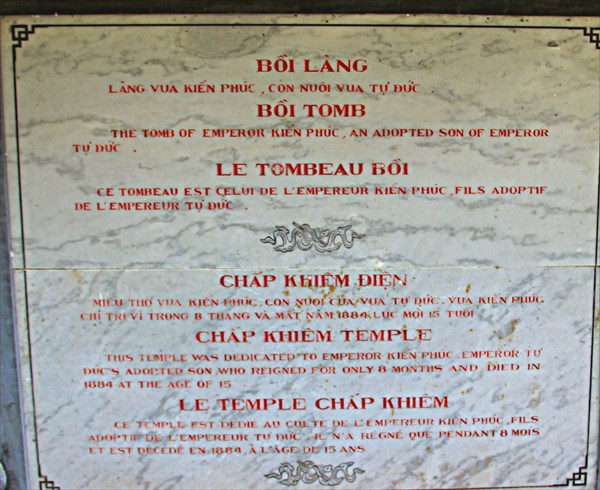 BỒI LĂNG
LĂNG VUA KIẾN PHÚC, CON NUÔI VUA TỰ ĐỨC.
BỒI TOMB
THE TOMB OF EMPEROR KIẾN PHÚC, AN ADOPTED SON OF EMPEROR
TỰ ĐỨC.
LE TOMBEAU BỒI
CE TOMBEAU EST CELUI DE L'EMPEREUR KIẾN PHÚC, FILS ADOPTIF
DE L'EMPEREUR TỰ ĐỨC.
CHẤP KHIÊM ĐIỆN
MIẾU THỜ VUA KIẾN PHÚC, CON NUÔI CỦA VUA TỰ ĐỨC. VUA KIẾN PHÚC
CHỈ TRỊ VÌ TRONG 8 THÁNG VÀ MẤT NĂM 1884, LÚC MỚI 15 TUỔI
CHẤP KHIÊM TEMPLE
THIS TEMPLE WAS DEDICATED TO EMPEROR KIẾN PHÚC, EMPEROR TỰ
ĐỨC'S ADOPTED SON WHO REIGNED FOR ONLY 8 MONTHS AND DIED IN
1884 AT THE AGE OF 15
LE TEMPLE CHẤP KHIÊM
CE TEMPLE EST DEDIE AU CULTE DE L'EMPEREUR KIẾN PHÚC, FILS
ADOPTIF DE L'EMPEREUR TỰ ĐỨC, IL N'A RÉGNÉ QUE PENDANT 8 MOIS
ET EST DÉCEDÉ EN 1884, À L'ÂGE DE 15 ANS